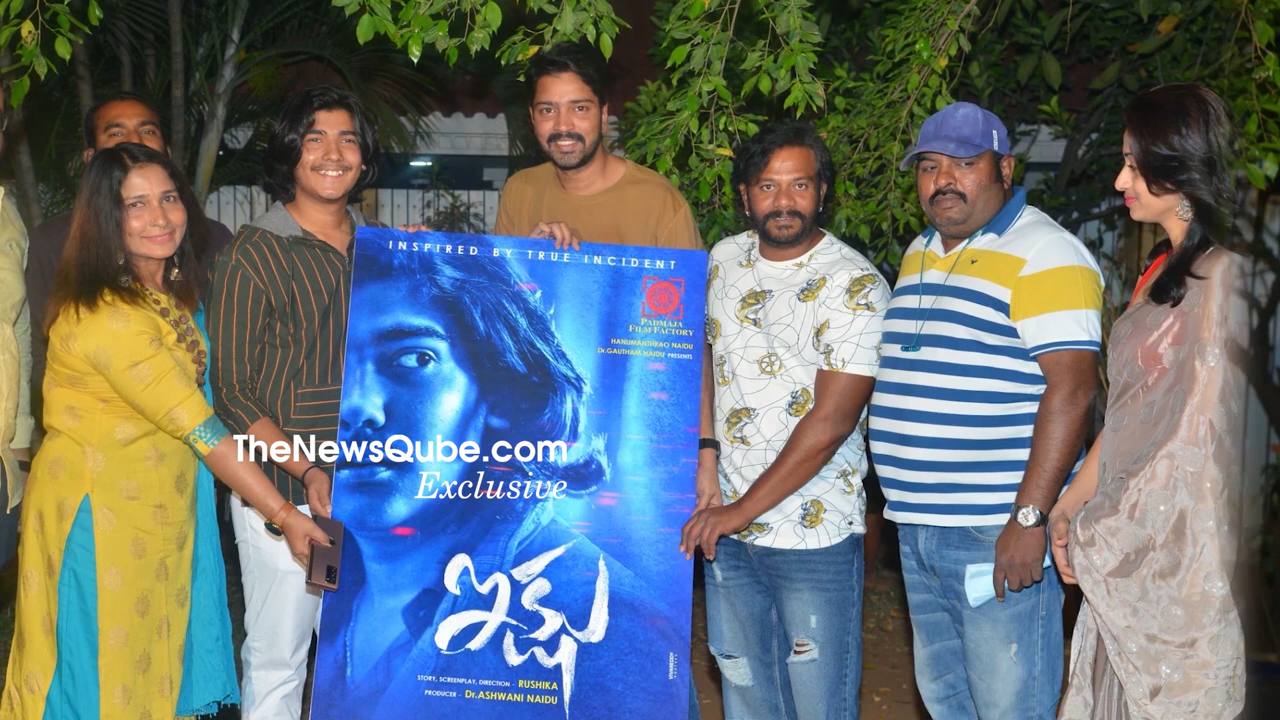 INSPIRED BY TRUE INCIDENT
PADMAJA
FILM FACTORY
HANUMANTHRAO NAIDU
Dr.GAUTHAM NAIDU PRESENTS
TheNewsQube.com
Exclusive
ఇక్షు
STORY, SCREENPLAY, DIRECTION - RUSHIKA
PRODUCER - Dr.ASHWANI NAIDU